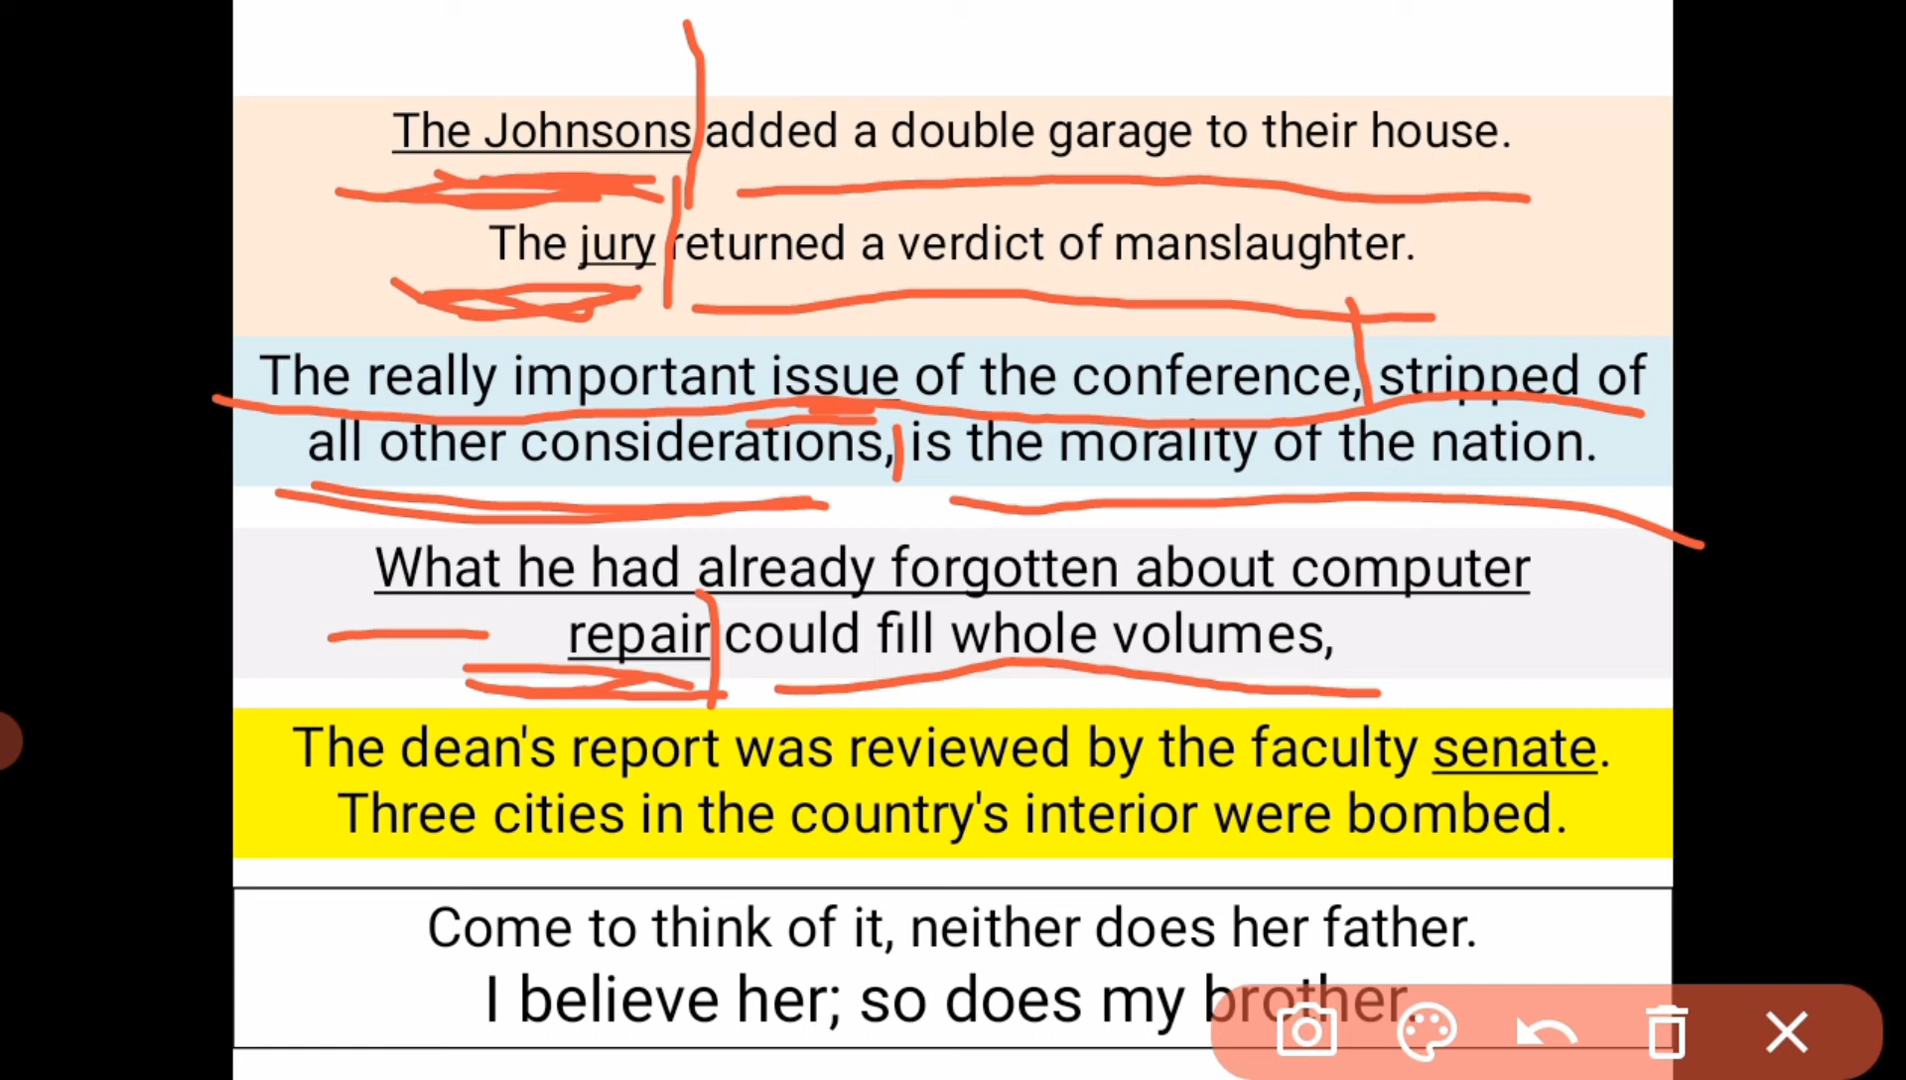 The Johnsons added a double garage to their house.
The jury returned a verdict of manslaughter.
The really important issue of the conference, stripped of
all other considerations, is the morality of the nation.
What he had already forgotten about computer
repair could fill whole volumes,
The dean's report was reviewed by the faculty senate.
Three cities in the country's interior were bombed.
Come to think of it, neither does her father.
I believe her; so does my brother.